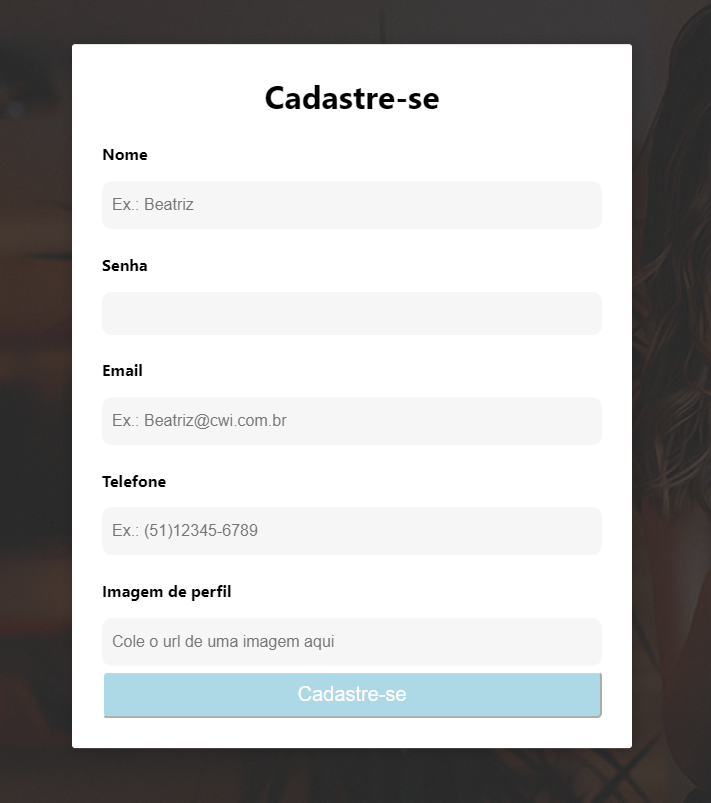 Cadastre-se
Nome
Ex.: Beatriz
Senha
Email
Ex.: Beatriz@cwi.com.br
Telefone
Ex.: (51)12345-6789
Imagem de perfil
Cole o url de uma imagem aqui
Cadastre-se